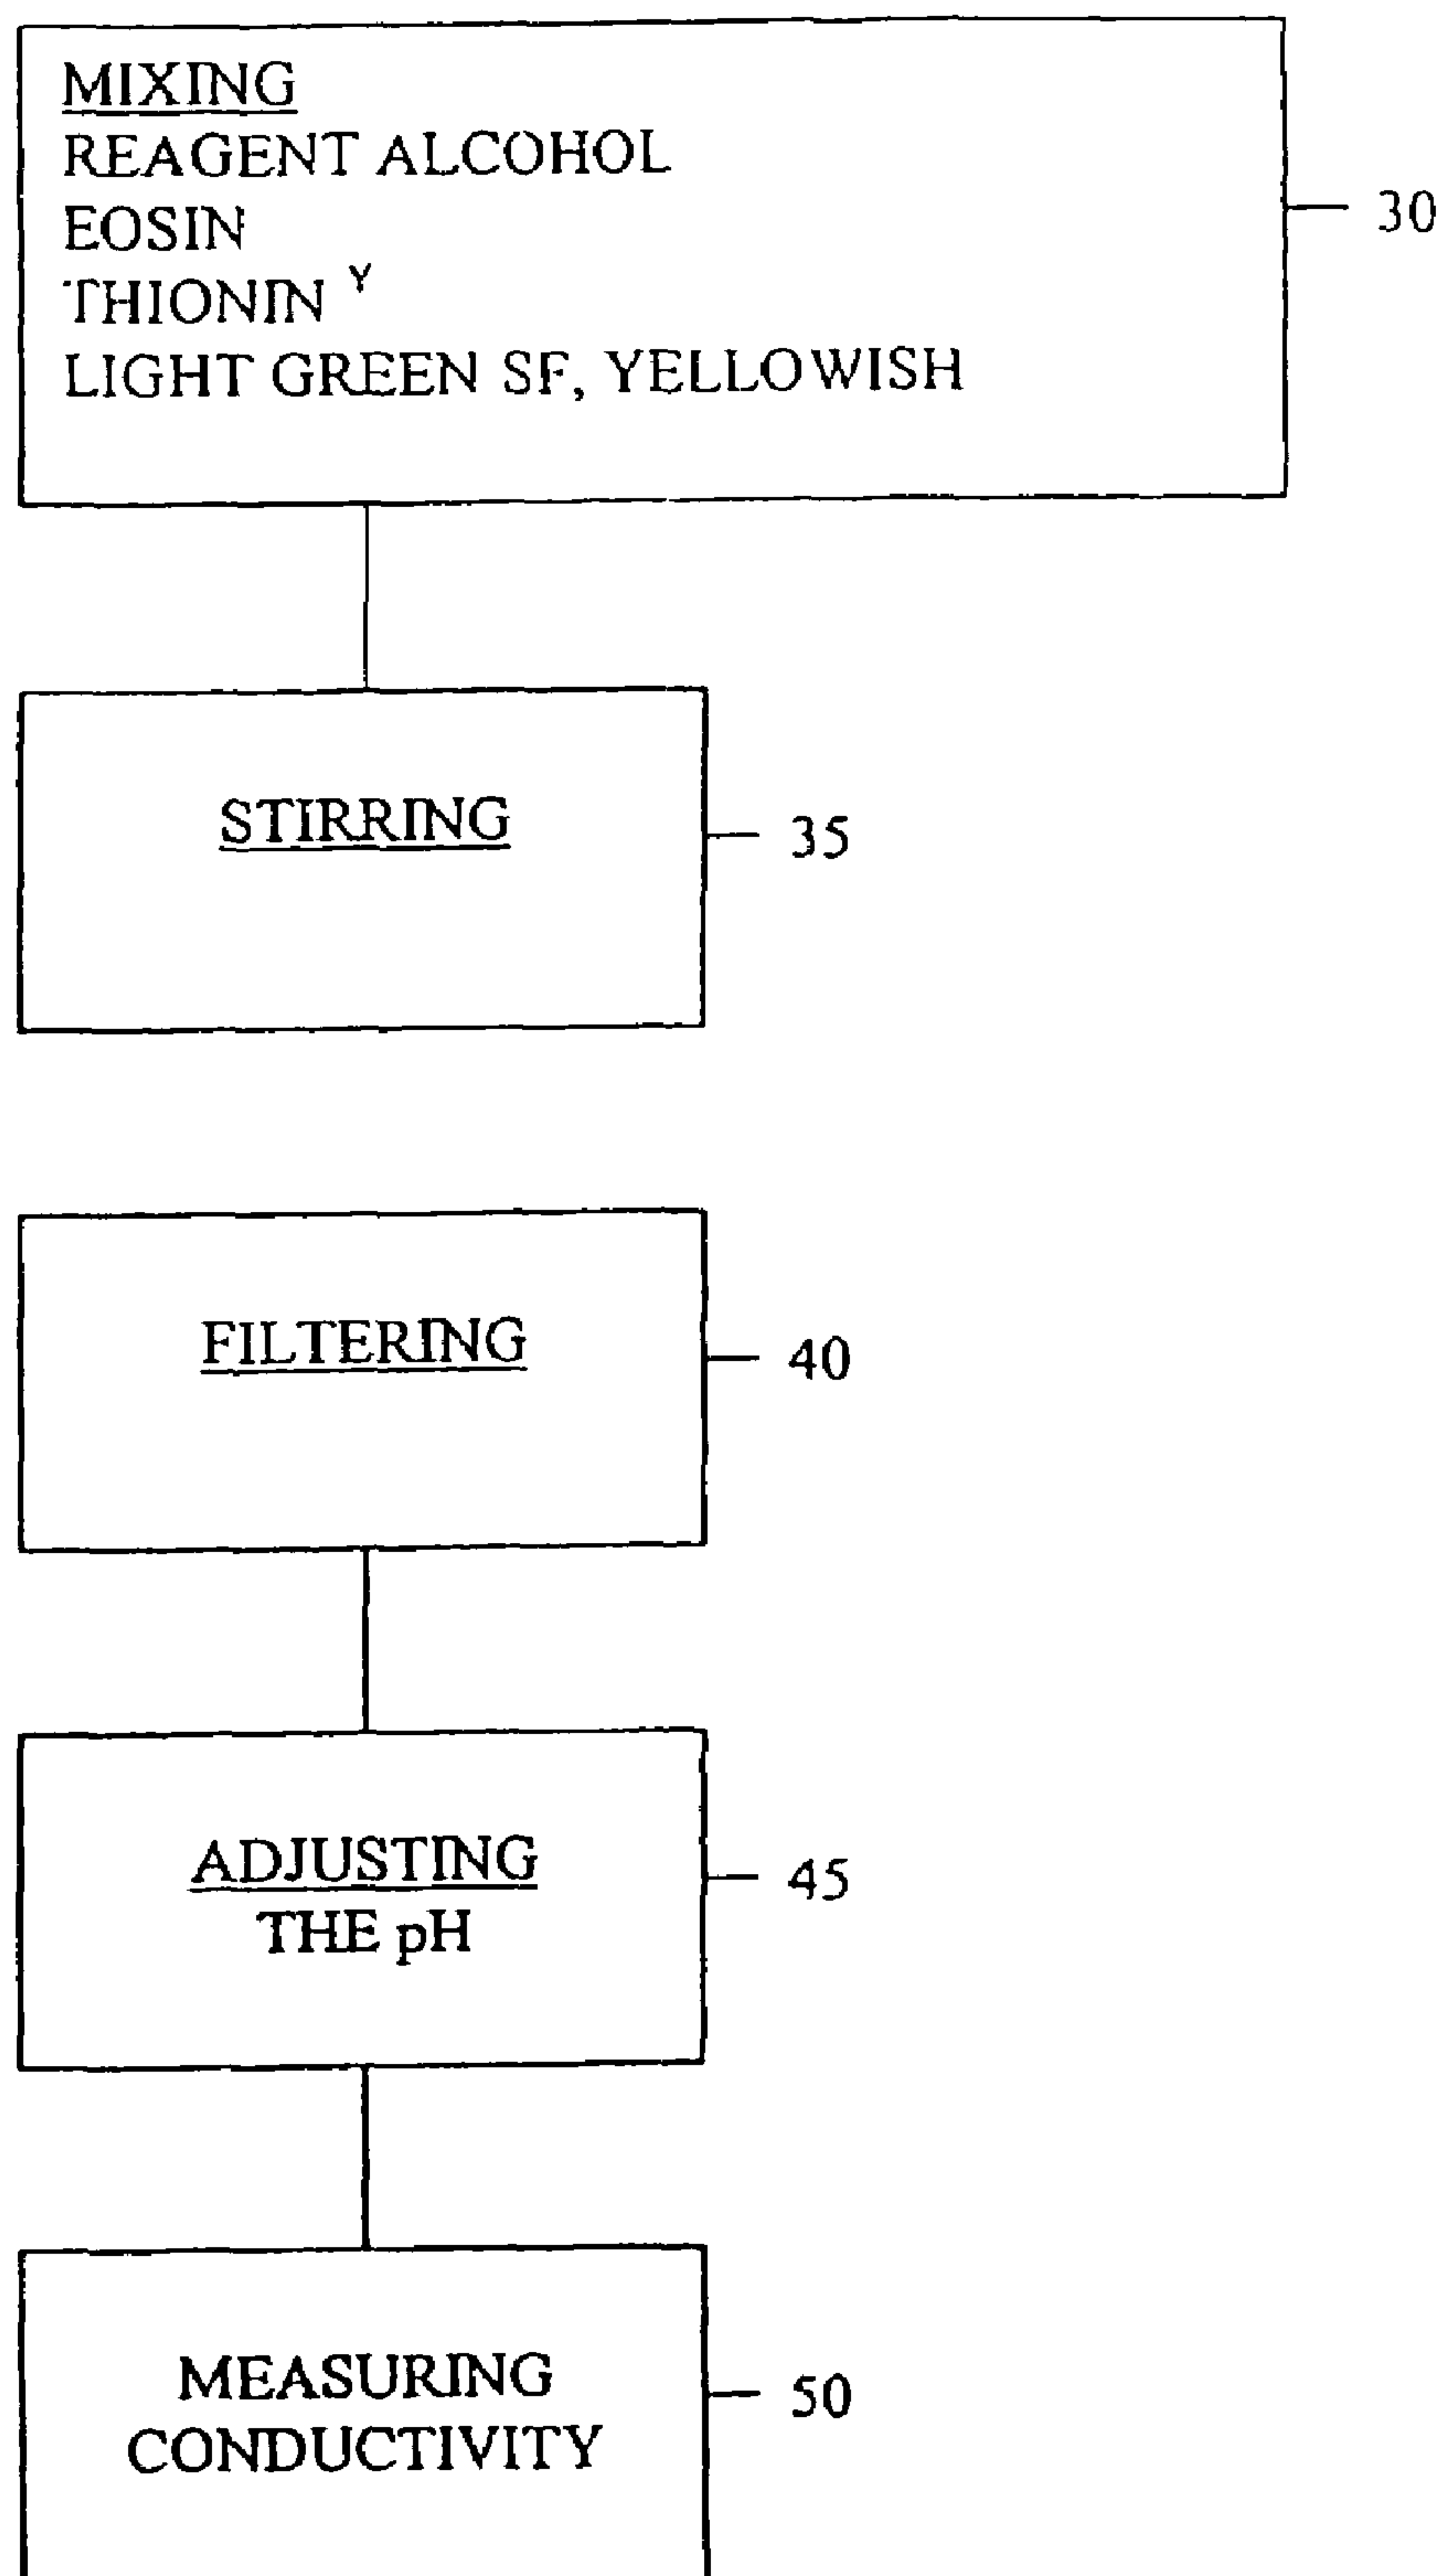 MIXING
REAGENT ALCOHOL
EOSIN
THIONIN Y
LIGHT GREEN SF, YELLOWISH
30
STIRRING
35
FILTERING
40
ADJUSTING
THE pH
45
MEASURING
CONDUCTIVITY
50